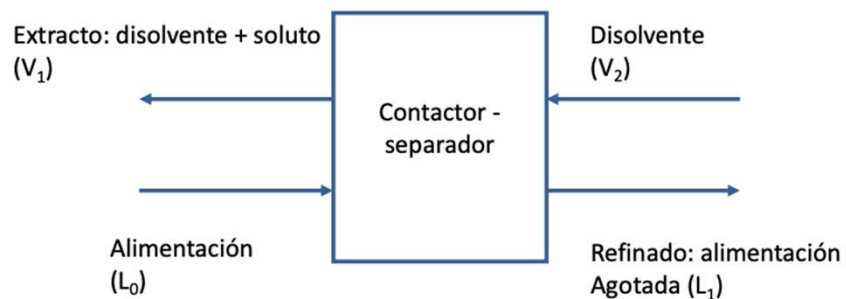 Extracto: disolvente + soluto
(V₁)
Disolvente
(V₂)
Contactor -
separador
Alimentación
(L₀)
Refinado: alimentación
Agotada (L₁)